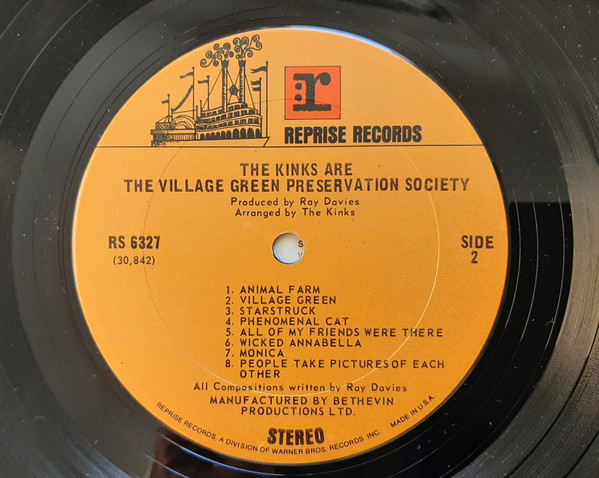 r
REPRISE RECORDS
THE KINKS ARE
THE VILLAGE GREEN PRESERVATION SOCIETY
Produced by Ray Davies
Arranged by The Kinks
RS 6327
(30,842)
SIDE
2
1. ANIMAL FARM
2. VILLAGE GREEN
3. STARSTRUCK
4. PHENOMENAL CAT
5. ALL OF MY FRIENDS WERE THERE
6. WICKED ANNABELLA
7. MONICA
8. PEOPLE TAKE PICTURES OF EACH
OTHER
All Compositions written by Ray Davies
MANUFACTURED BY BETHEVIN
PRODUCTIONS LTD.
STEREO
REPRISE RECORDS, A DIVISION OF WARNER BROS. RECORDS INC. MADE IN U.S.A.